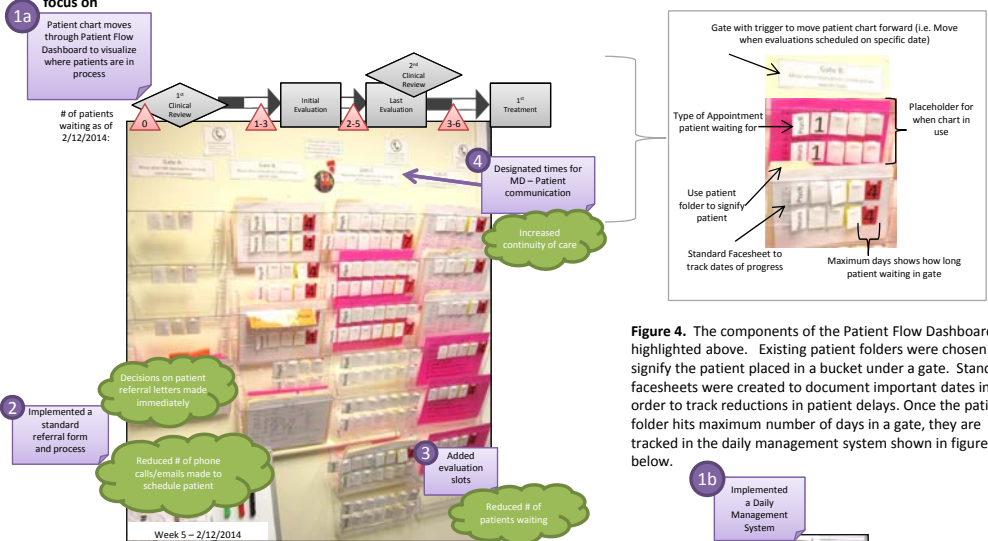 focus on
1a
Patient chart moves
through Patient Flow
Dashboard to visualize
where patients are in
process
# of patients
waiting as of
2/12/2014:
1st
Clinical
Review
Initial
Evaluation
2nd
Clinical
Review
Last
Evaluation
1st
Treatment
0
1-3
2-5
3-6
4
Designated times for
MD – Patient
communication
Increased
continuity of care
Decisions on patient
referral letters made
immediately
2
Implemented a
standard
referral form
and process
Reduced # of phone
calls/emails made to
schedule patient
3
Added
evaluation
slots
Reduced # of
patients waiting
Week 5 – 2/12/2014
Gate with trigger to move patient chart forward (i.e. Move
when evaluations scheduled on specific date)
Gate B:
Type of Appointment
patient waiting for
Placeholder for
when chart in
use
1
1
4
4
Use patient
folder to signify
patient
Standard Facesheet to
track dates of progress
Maximum days shows how long
patient waiting in gate
Figure 4. The components of the Patient Flow Dashboar
highlighted above. Existing patient folders were chosen
signify the patient placed in a bucket under a gate. Stand
facesheets were created to document important dates in
order to track reductions in patient delays. Once the pati
folder hits maximum number of days in a gate, they are
tracked in the daily management system shown in figure
below.
1b
Implemented
a Daily
Management
System